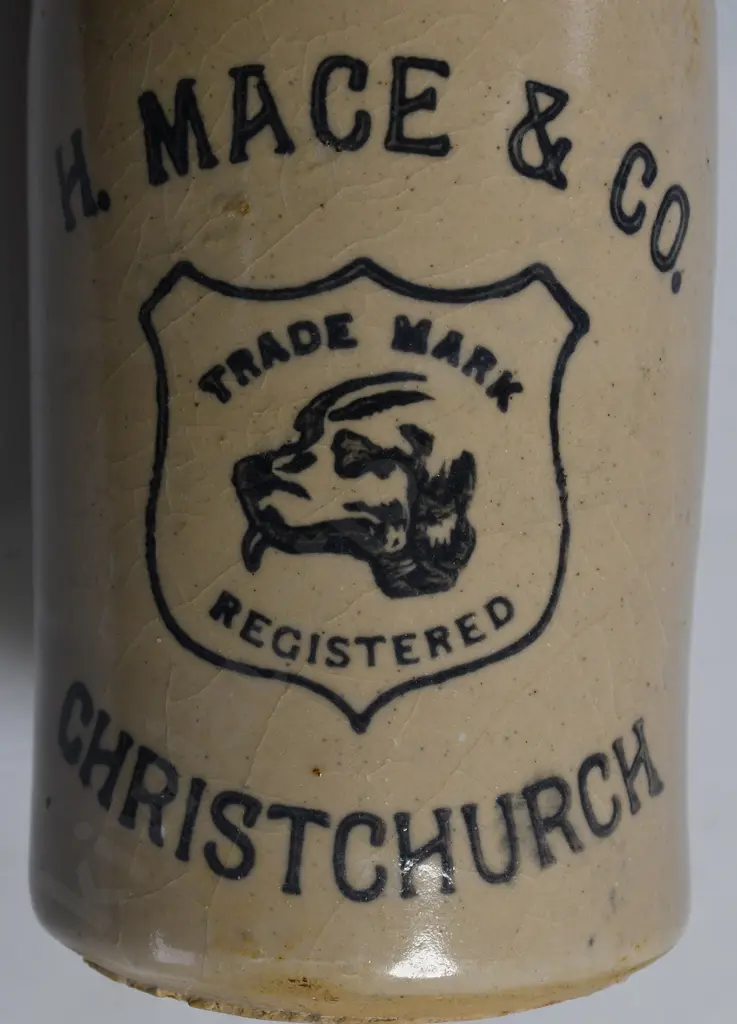 H. MACE & CO.
TRADE MARK
REGISTERED
CHRISTCHURCH